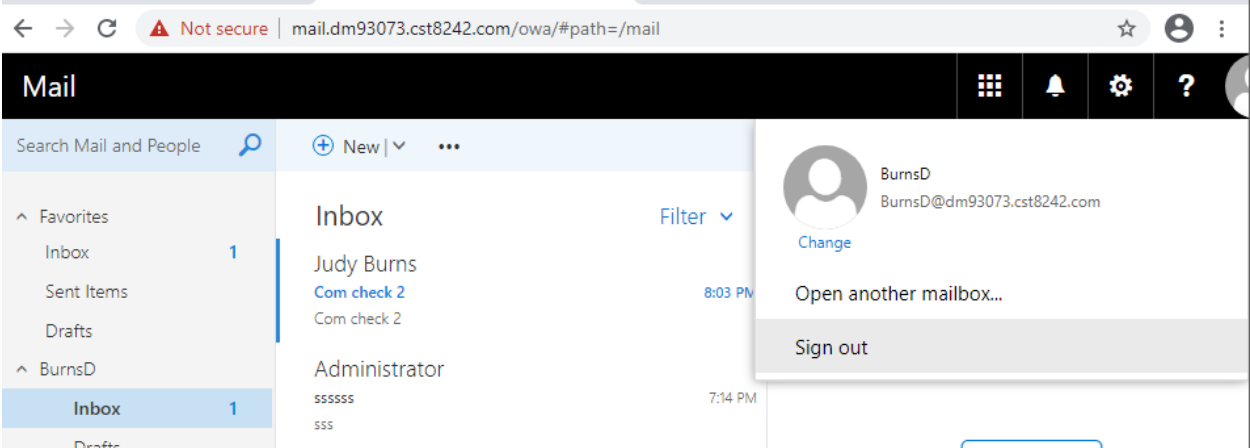 Not secure | mail.dm93073.cst8242.com/owa/#path=/mail
Mail
?
Search Mail and People
New
Favorites
Inbox 1
Sent Items
Drafts
BurnsD
Inbox 1
Drafts
Inbox Filter
Judy Burns
Com check 2 8:03 PM
Com check 2
Administrator
ssssss 7:14 PM
sss
BurnsD
BurnsD@dm93073.cst8242.com
Change
Open another mailbox...
Sign out